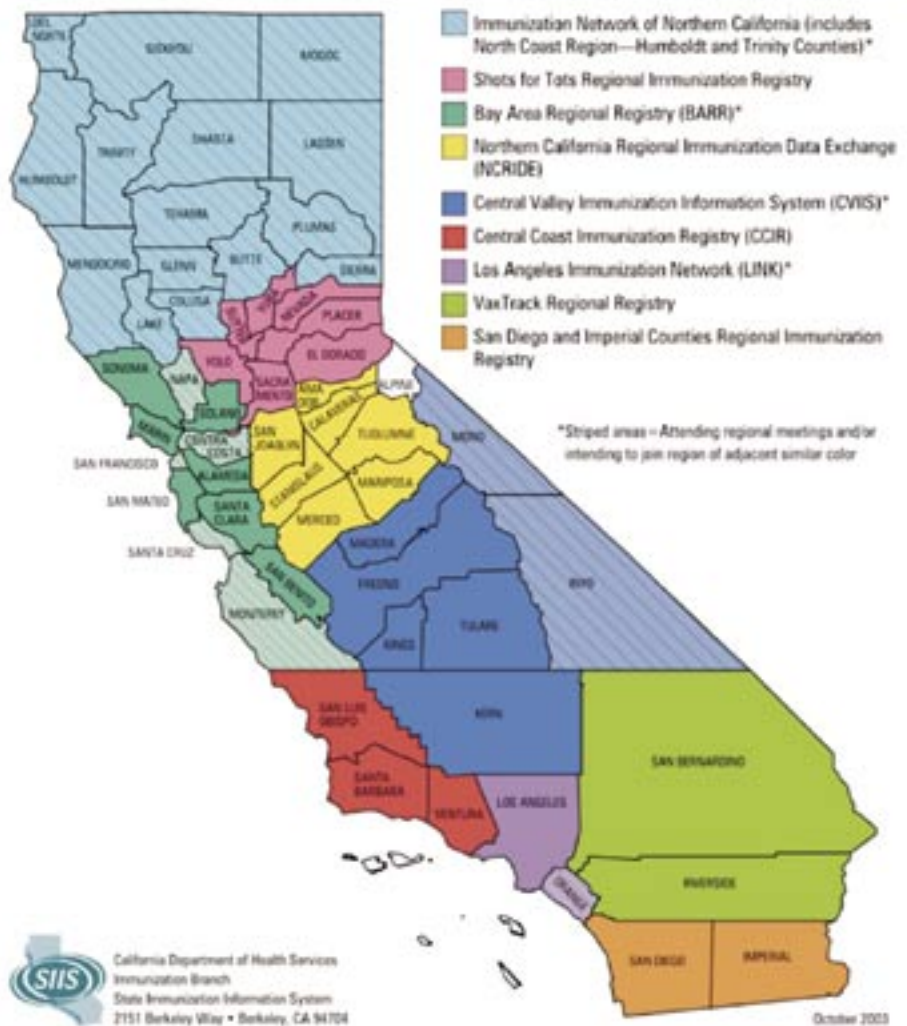 Immunization Network of Northern California (includes
North Coast Region—Humboldt and Trinity Counties)*
Shots for Tots Regional Immunization Registry
Bay Area Regional Registry (BARR)*
Northern California Regional Immunization Data Exchange
(NCRIDE)
Central Valley Immunization Information System (CVIIS)*
Central Coast Immunization Registry (CCIR)
Los Angeles Immunization Network (LINK)*
VaxTrack Regional Registry
San Diego and Imperial Counties Regional Immunization
Registry
*Striped areas – Attending regional meetings and/or
intending to join region of adjacent similar color
DEL
NORTE
SISKIYOU
MODOC
HUMBOLDT
TRINITY
SHASTA
LASSEN
TEHAMA
PLUMAS
MENDOCINO
GLENN
BUTTE
SIERRA
COLUSA
LAKE
SUTTER
YUBA
NEVADA
PLACER
YOLO
EL DORADO
SONOMA
NAPA
SACRA
MENTO
AMA
DOR
ALPINE
SOLANO
CALAVERAS
MARIN
CONTRA
COSTA
SAN
JOAQUIN
TUOLUMNE
MONO
SAN FRANCISCO
ALAMEDA
STANISLAUS
MARIPOSA
SAN MATEO
SANTA
CLARA
MERCED
SANTA CRUZ
MADERA
SAN BENITO
FRESNO
INYO
MONTEREY
KINGS
TULARE
SAN LUIS
OBISPO
KERN
SAN BERNARDINO
SANTA
BARBARA
VENTURA
LOS ANGELES
ORANGE
RIVERSIDE
SAN DIEGO
IMPERIAL
SIIS
California Department of Health Services
Immunization Branch
State Immunization Information System
2151 Berkeley Way • Berkeley, CA 94704
October 2003